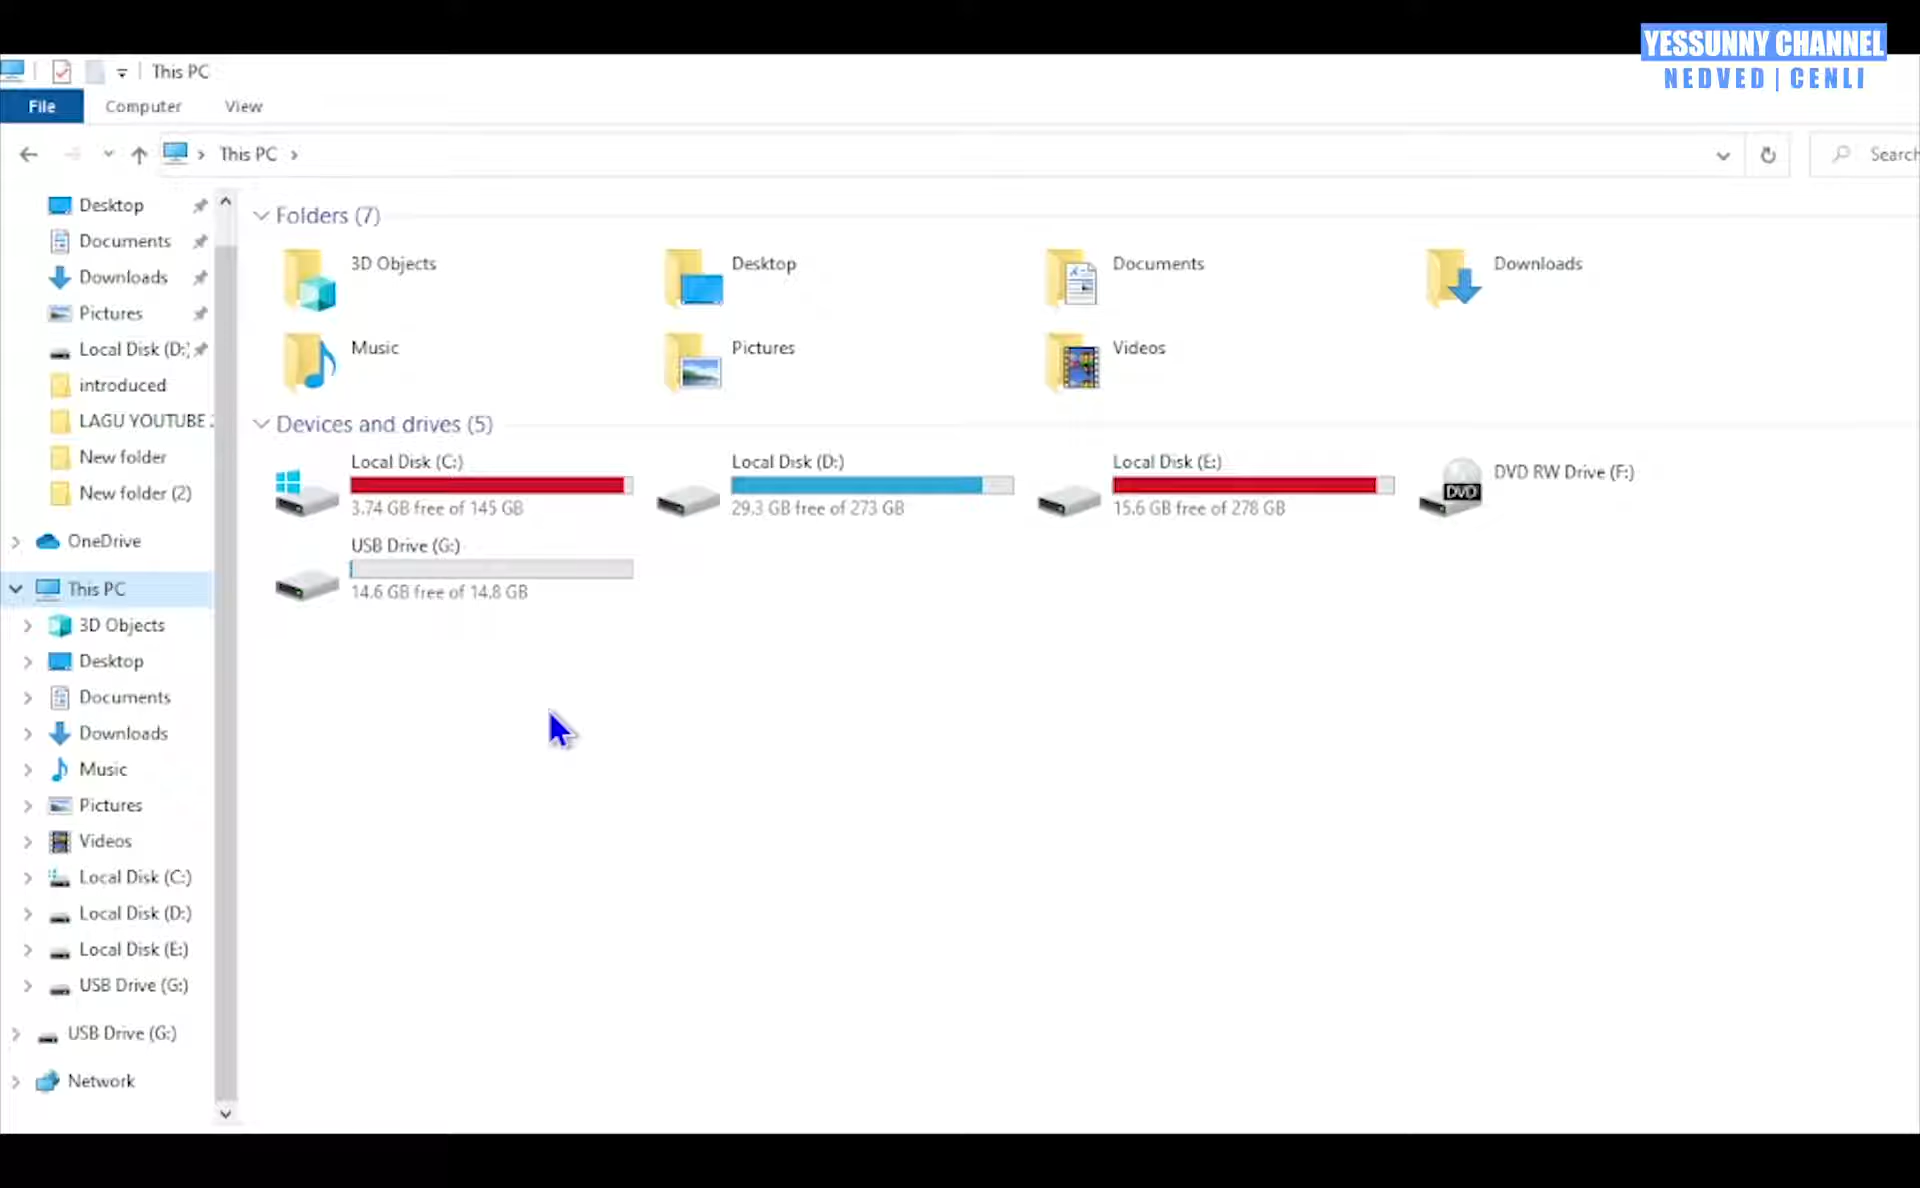 YESSUNNY CHANNEL
NEDVED | CENLI
This PC
File Computer View
This PC
Search
Desktop
Documents
Downloads
Pictures
Local Disk (D:)
introduced
LAGU YOUTUBE
New folder
New folder (2)
OneDrive
This PC
3D Objects
Desktop
Documents
Downloads
Music
Pictures
Videos
Local Disk (C:)
Local Disk (D:)
Local Disk (E:)
USB Drive (G:)
USB Drive (G:)
Network
Folders (7)
3D Objects
Desktop
Documents
Downloads
Music
Pictures
Videos
Devices and drives (5)
Local Disk (C:)
3.74 GB free of 145 GB
Local Disk (D:)
29.3 GB free of 273 GB
Local Disk (E:)
15.6 GB free of 278 GB
DVD RW Drive (F:)
DVD
USB Drive (G:)
14.6 GB free of 14.8 GB